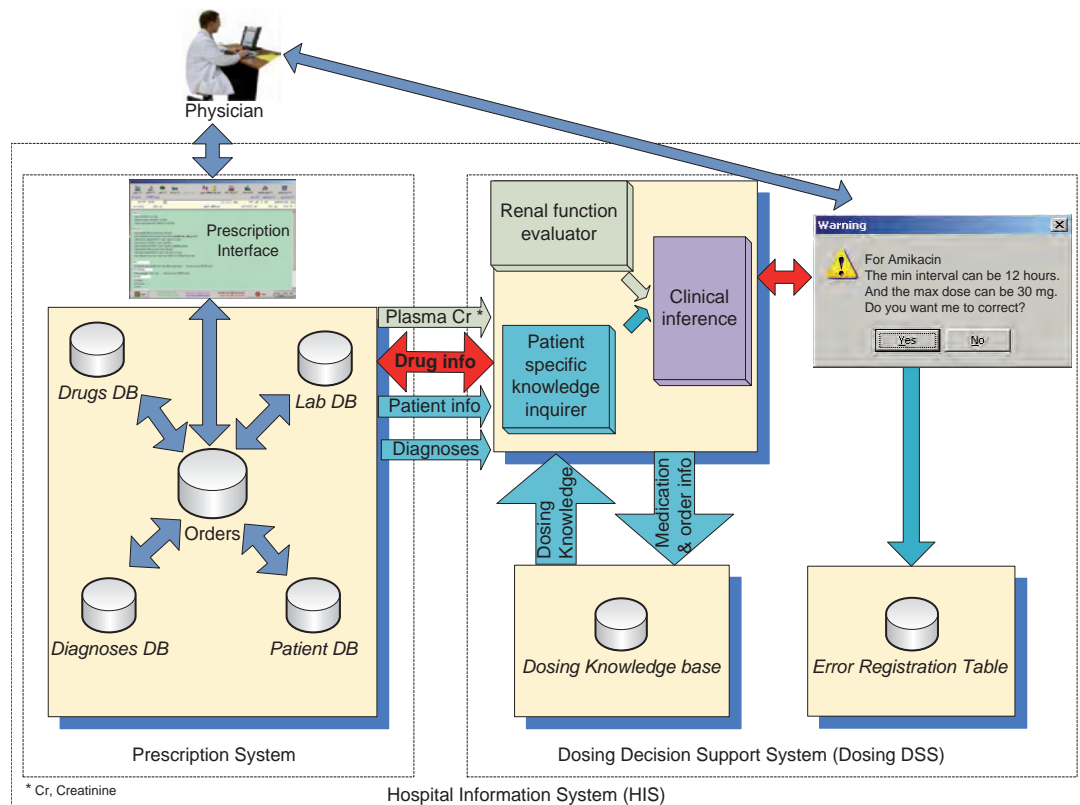 Physician
Prescription
Interface
Drugs DB
Lab DB
Orders
Diagnoses DB
Patient DB
Prescription System
Plasma Cr *
Drug info
Patient info
Diagnoses
Renal function
evaluator
Patient
specific
knowledge
inquirer
Clinical
inference
Dosing
Knowledge
Medication
& order info
Warning
For Amikacin
The min interval can be 12 hours.
And the max dose can be 30 mg.
Do you want me to correct?
Yes
No
Dosing Knowledge base
Error Registration Table
Dosing Decision Support System (Dosing DSS)
* Cr, Creatinine
Hospital Information System (HIS)